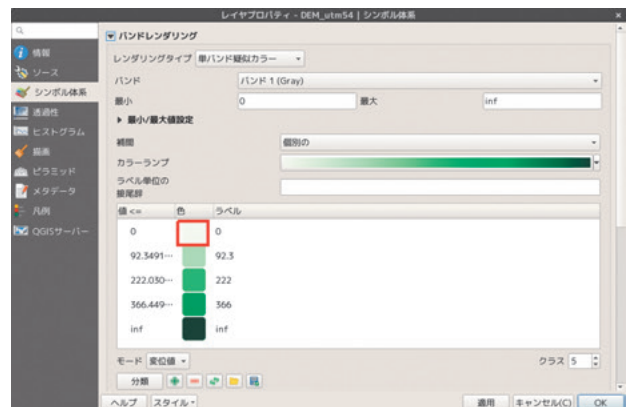 レイヤプロパティ - DEM_utm54 | シンボル体系
情報
ソース
シンボル体系
透過性
ヒストグラム
描画
ピラミッド
メタデータ
凡例
QGISサーバー
バンドレンダリング
レンダリングタイプ 単バンド疑似カラー
バンド バンド 1 (Gray)
最小 0 最大 inf
最小/最大値設定
補間 個別の
カラーランプ
ラベル単位の
接尾辞
値 <= 色 ラベル
0 0
92.3491… 92.3
222.030… 222
366.449… 366
inf inf
モード 変位値 クラス 5
分類
ヘルプ スタイル 適用 キャンセル(C) OK